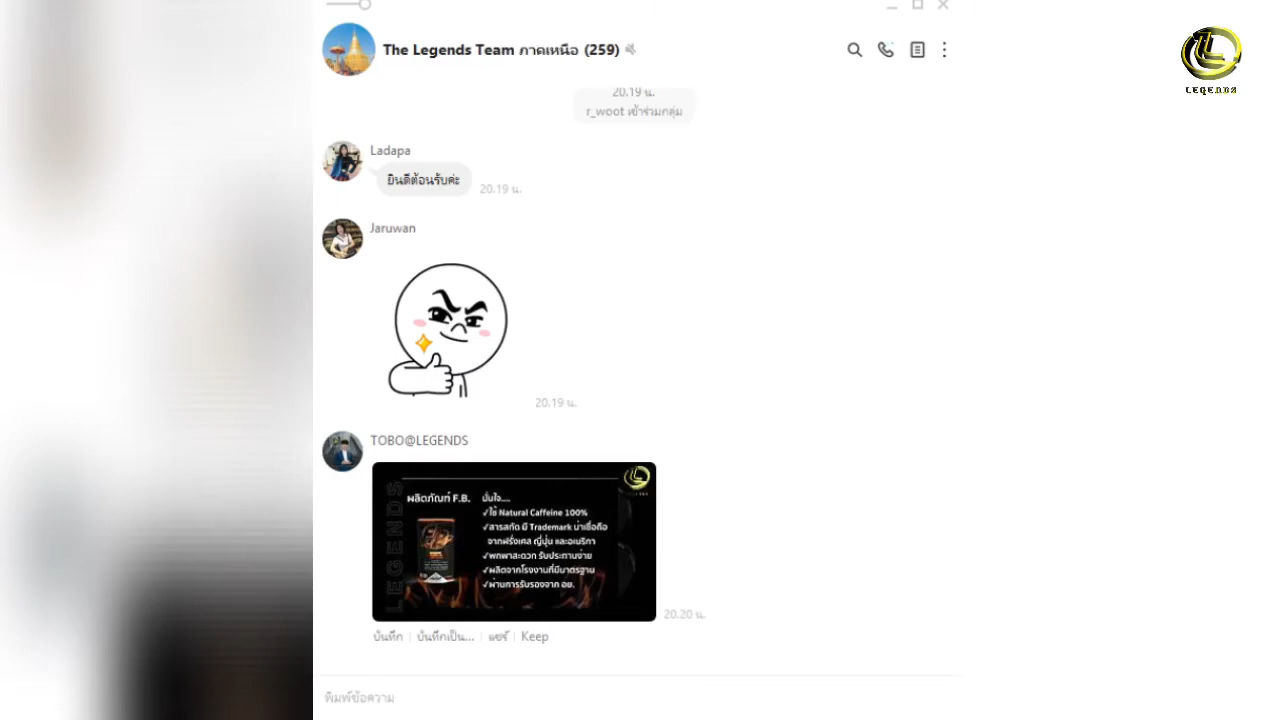 The Legends Team ภาคเหนือ (259)
LEGENDS
20.19 น.
r_woot เข้าร่วมกลุ่ม
Ladapa
ยินดีต้อนรับค่ะ
20.19 น.
Jaruwan
20.19 น.
TOBO@LEGENDS
LEGENDS
ผลิตภัณฑ์ F.B.
มั่นใจ....
✓ใช้ Natural Caffeine 100%
✓สารสกัด มี Trademark น่าเชื่อถือ
จากฝรั่งเศส ญี่ปุ่น และอเมริกา
✓พกพาสะดวก รับประทานง่าย
✓ผลิตจากโรงงานที่มีมาตรฐาน
✓ผ่านการรับรองจาก อย.
20.20 น.
บันทึก | บันทึกเป็น... | แชร์ | Keep
พิมพ์ข้อความ